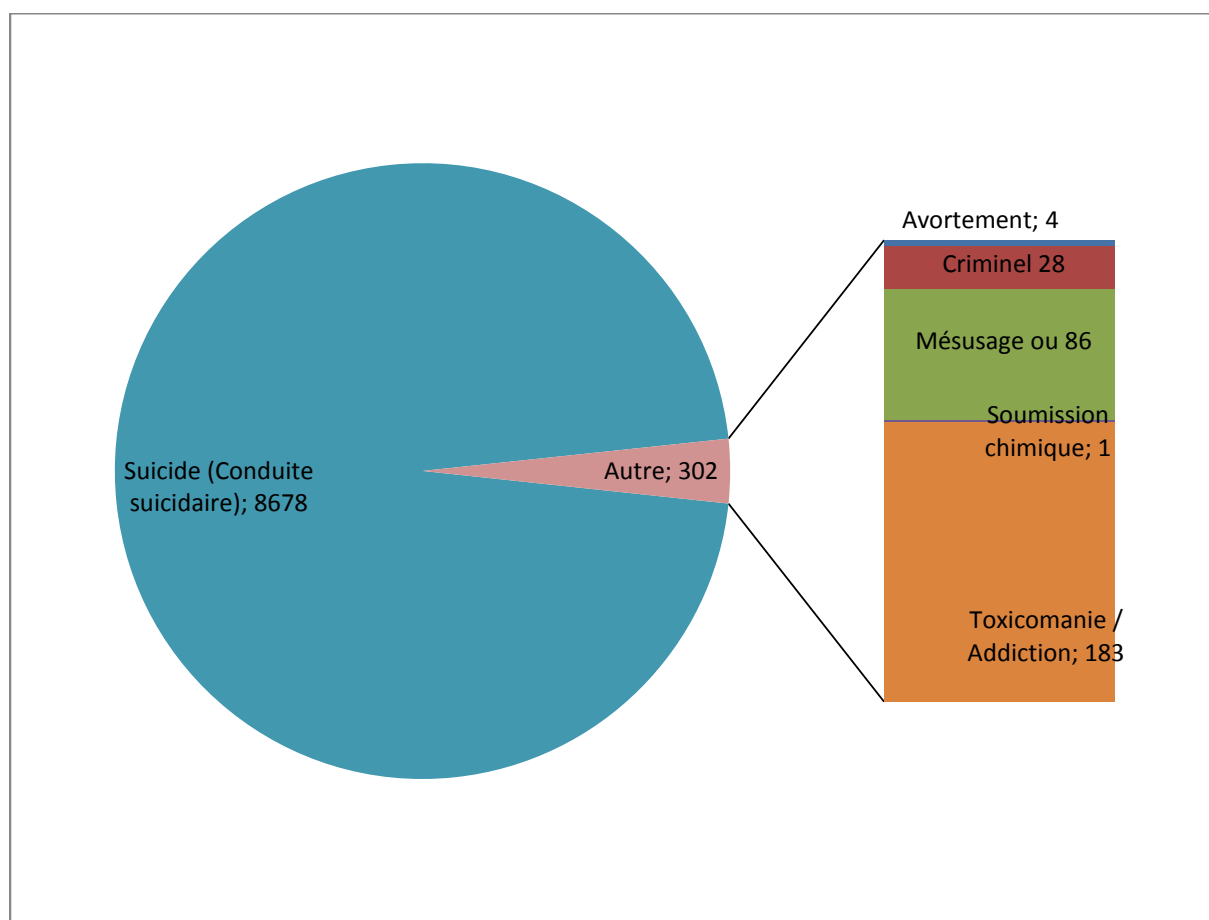 Avortement; 4
Criminel 28
Mésusage ou 86
Soumission
chimique; 1
Suicide (Conduite
suicidaire); 8678
Autre; 302
Toxicomanie /
Addiction; 183